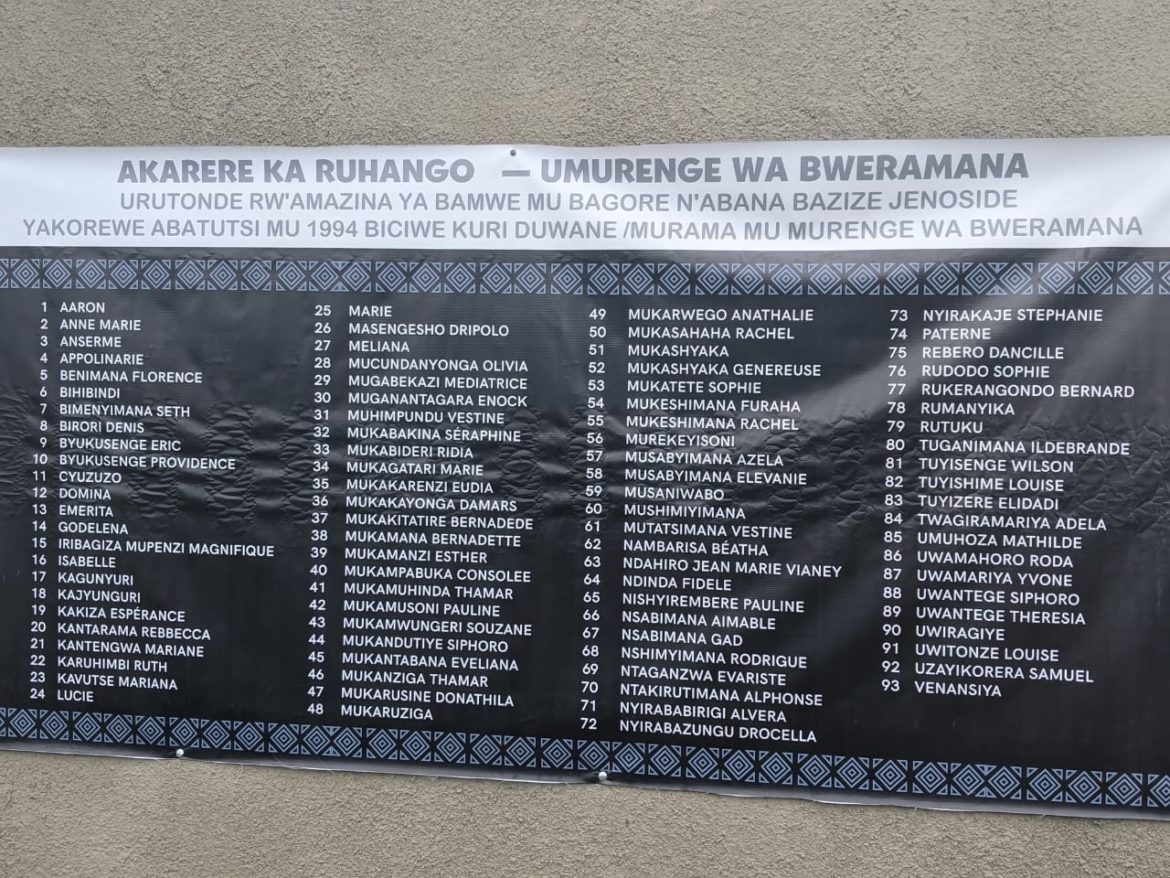 AKARERE KA RUHANGO — UMURENGE WA BWERAMANA
URUTONDE RW'AMAZINA YA BAMWE MU BAGORE N'ABANA BAZIZE JENOSIDE
YAKOREWE ABATUTSI MU 1994 BICIWE KURI DUWANE /MURAMA MU MURENGE WA BWERAMANA
1 AARON
2 ANNE MARIE
3 ANSERME
4 APPOLINARIE
5 BENIMANA FLORENCE
6 BIHIBINDI
7 BIMENYIMANA SETH
8 BIRORI DENIS
9 BYUKUSENGE ERIC
10 BYUKUSENGE PROVIDENCE
11 CYUZUZO
12 DOMINA
13 EMERITA
14 GODELENA
15 IRIBAGIZA MUPENZI MAGNIFIQUE
16 ISABELLE
17 KAGUNYURI
18 KAJYUNGURI
19 KAKIZA ESPÉRANCE
20 KANTARAMA REBBECCA
21 KANTENGWA MARIANE
22 KARUHIMBI RUTH
23 KAVUTSE MARIANA
24 LUCIE
25 MARIE
26 MASENGESHO DRIPOLO
27 MELIANA
28 MUCUNDANYONGA OLIVIA
29 MUGABEKAZI MEDIATRICE
30 MUGANTAGARA ENOCK
31 MUHIMPUNDU VESTINE
32 MUKABAKINA SÉRAPHINE
33 MUKABIDERI RIDIA
34 MUKAGATARI MARIE
35 MUKAKARENZI EUDIA
36 MUKAKAYONGA DAMARS
37 MUKAKITATIRE BERNADEDE
38 MUKAMANA BERNADETTE
39 MUKAMANZI ESTHER
40 MUKAMPABUKA CONSOLEE
41 MUKAMUHINDA THAMAR
42 MUKAMUSONI PAULINE
43 MUKAMWUNGERI SOUZANE
44 MUKANDUTIYE SIPHORO
45 MUKANTABANA EVELIANA
46 MUKANZIGA THAMAR
47 MUKARUSINE DONATHILA
48 MUKARUZIGA
49 MUKARWEGO ANATHALIE
50 MUKASAHAHA RACHEL
51 MUKASHYAKA
52 MUKASHYAKA GENEREUSE
53 MUKATETE SOPHIE
54 MUKESHIMANA FURAHA
55 MUKESHIMANA RACHEL
56 MUREKEYISONI
57 MUSABYIMANA AZELA
58 MUSABYIMANA ELEVANIE
59 MUSANIWABO
60 MUSHIMIYIMANA
61 MUTATSIMANA VESTINE
62 NAMBARISA BÉATHA
63 NDAHIRO JEAN MARIE VIANEY
64 NDINDA FIDELE
65 NISHYIREMBERE PAULINE
66 NSABIMANA AIMABLE
67 NSABIMANA GAD
68 NSHIMYIMANA RODRIGUE
69 NTAGANZWA EVARISTE
70 NTAKIRUTIMANA ALPHONSE
71 NYIRABABIRIGI ALVERA
72 NYIRABAZUNGU DROCELLA
73 NYIRAKAJE STEPHANIE
74 PATERNE
75 REBERO DANCILLE
76 RUDODO SOPHIE
77 RUKERANGONDO BERNARD
78 RUMANYIKA
79 RUTUKU
80 TUGANIMANA ILDEBRANDE
81 TUYISENGE WILSON
82 TUYISHIME LOUISE
83 TUYIZERE ELIDADI
84 TWAGIRAMARIYA ADELA
85 UMUHOZA MATHILDE
86 UWAMAHORO RODA
87 UWAMARIYA YVONE
88 UWANTEGE SIPHORO
89 UWANTEGE THERESIA
90 UWIRAGIYE
91 UWITONZE LOUISE
92 UZAYIKORERA SAMUEL
93 VENANSIYA